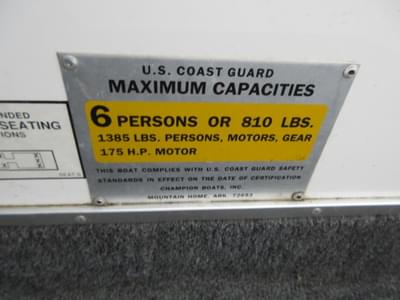 U.S. COAST GUARD
MAXIMUM CAPACITIES
6 PERSONS OR 810 LBS.
1385 LBS. PERSONS, MOTORS, GEAR
175 H.P. MOTOR
THIS BOAT COMPLIES WITH U.S. COAST GUARD SAFETY
STANDARDS IN EFFECT ON THE DATE OF CERTIFICATION
CHAMPION BOATS, INC.
MOUNTAIN HOME, ARK. 72653
NDED
SEATING
IONS